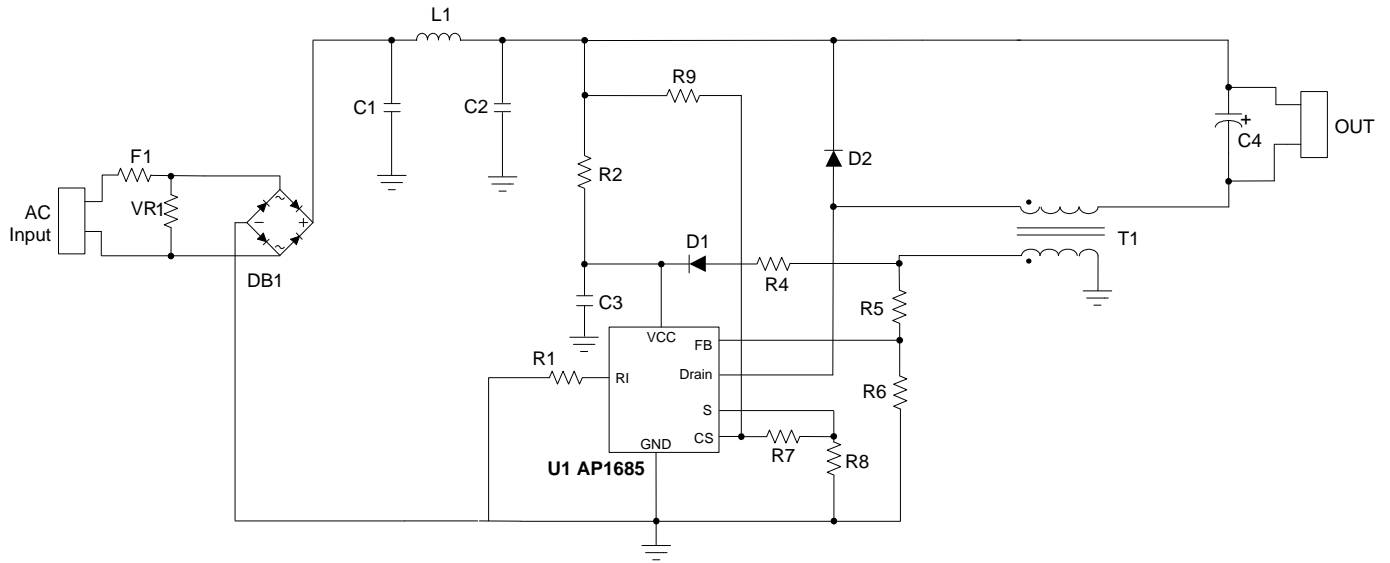 L1
R9
C1
C2
+
C4
OUT
F1
R2
D2
AC
Input
VR1
~
− +
~
D1
T1
DB1
R4
C3
R5
VCC
FB
R1
RI
Drain
R6
S
CS
GND
R7
R8
U1 AP1685